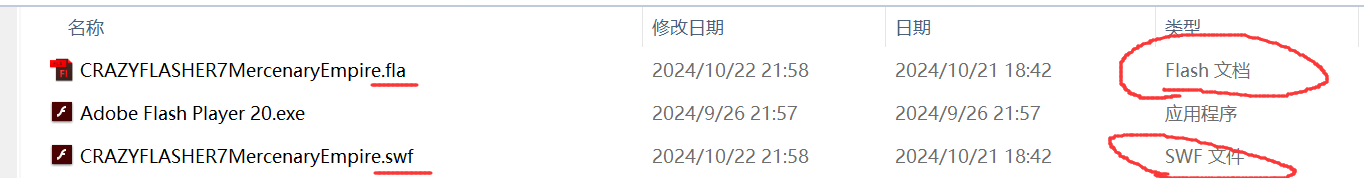 名称 修改日期 日期 类型
CRAZYFLASHER7MercenaryEmpire.fla 2024/10/22 21:58 2024/10/21 18:42 Flash 文档
Adobe Flash Player 20.exe 2024/9/26 21:57 2024/9/26 21:57 应用程序
CRAZYFLASHER7MercenaryEmpire.swf 2024/10/22 21:58 2024/10/21 18:42 SWF 文件